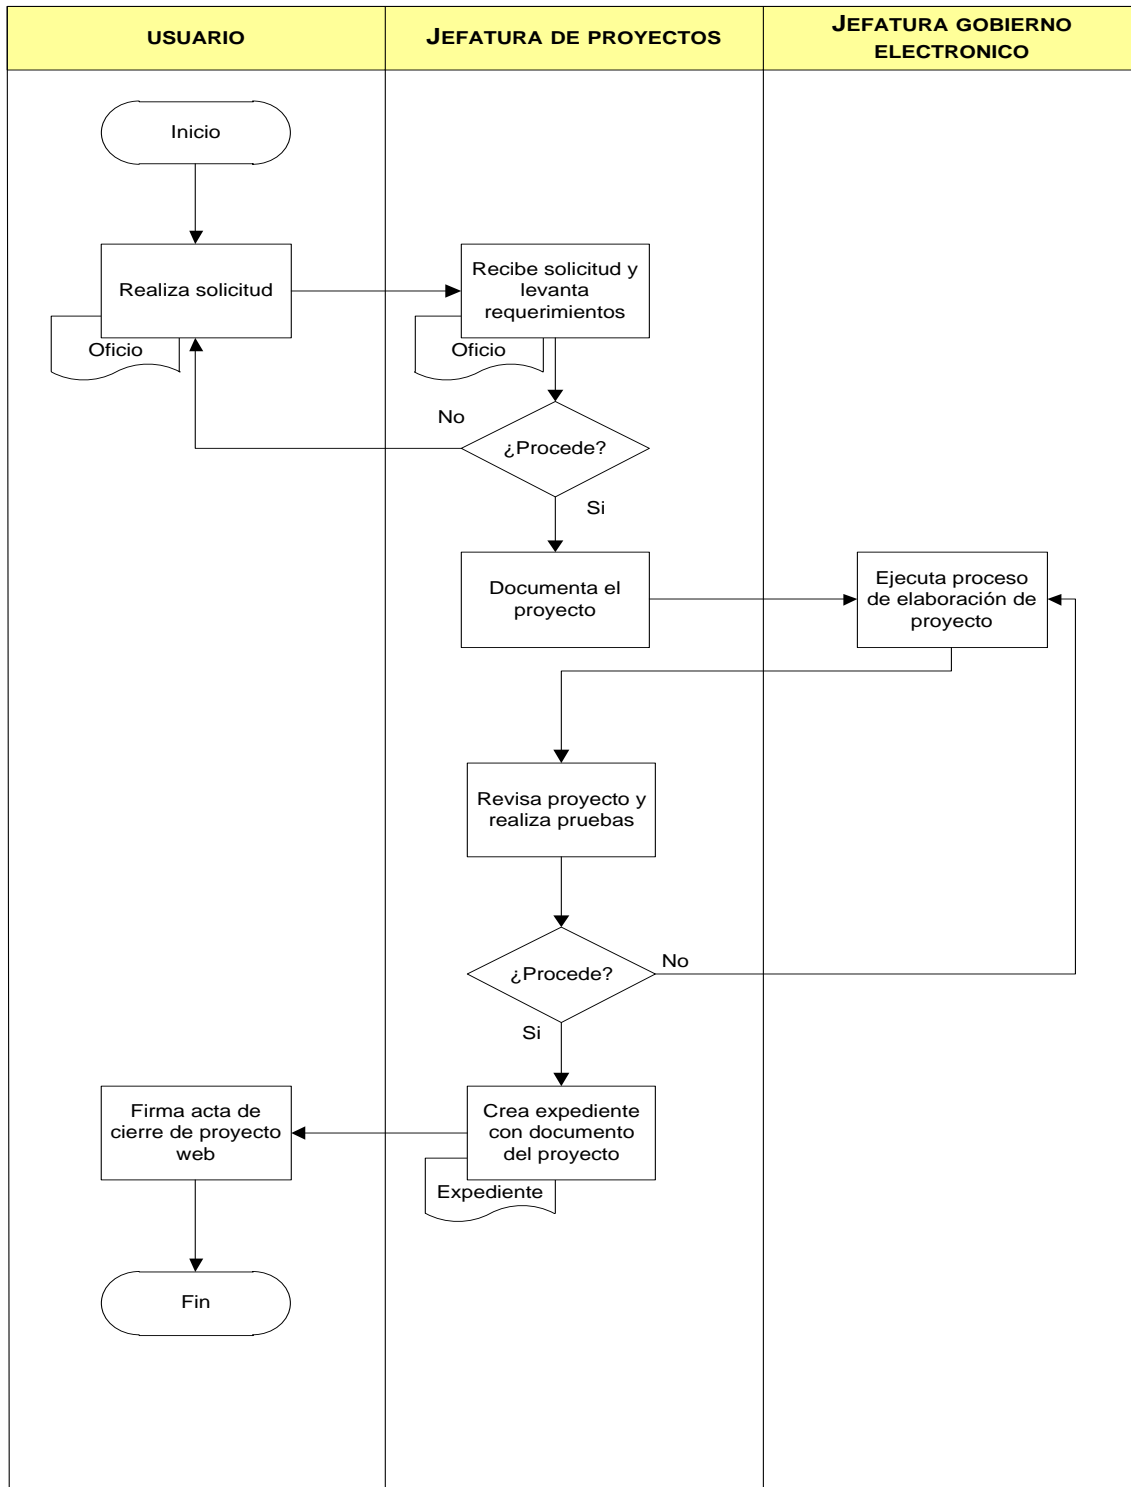 USUARIO
JEFATURA DE PROYECTOS
JEFATURA GOBIERNO
ELECTRONICO
Inicio
Realiza solicitud
Oficio
Recibe solicitud y
levanta
requerimientos
Oficio
No
¿Procede?
Si
Documenta el
proyecto
Ejecuta proceso
de elaboración de
proyecto
Revisa proyecto y
realiza pruebas
¿Procede?
No
Si
Crea expediente
con documento
del proyecto
Expediente
Firma acta de
cierre de proyecto
web
Fin